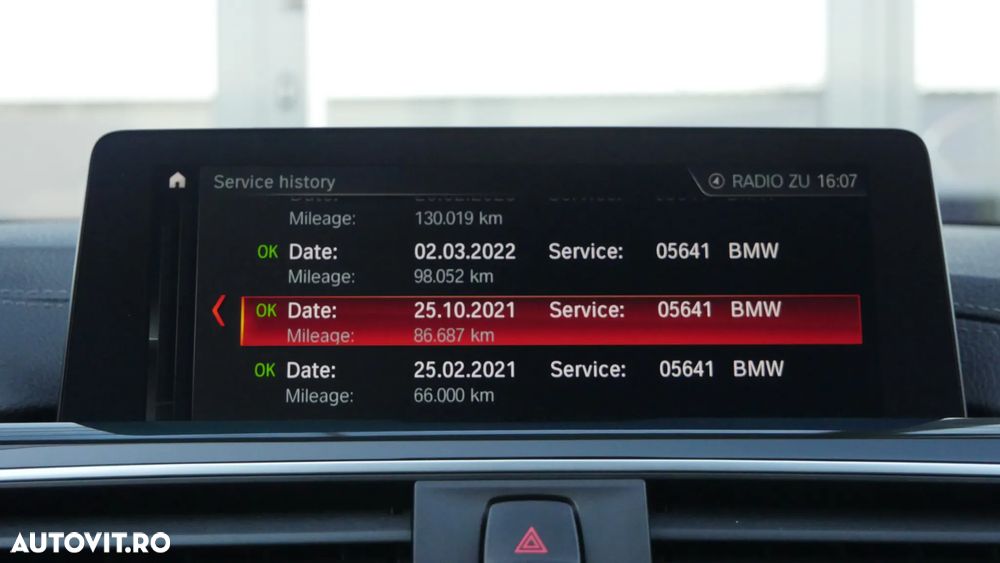 Service history
RADIO ZU 16:07
Date: Service:
Mileage: 130.019 km
OK Date: 02.03.2022 Service: 05641 BMW
Mileage: 98.052 km
OK Date: 25.10.2021 Service: 05641 BMW
Mileage: 86.687 km
OK Date: 25.02.2021 Service: 05641 BMW
Mileage: 66.000 km
AUTOVIT.RO